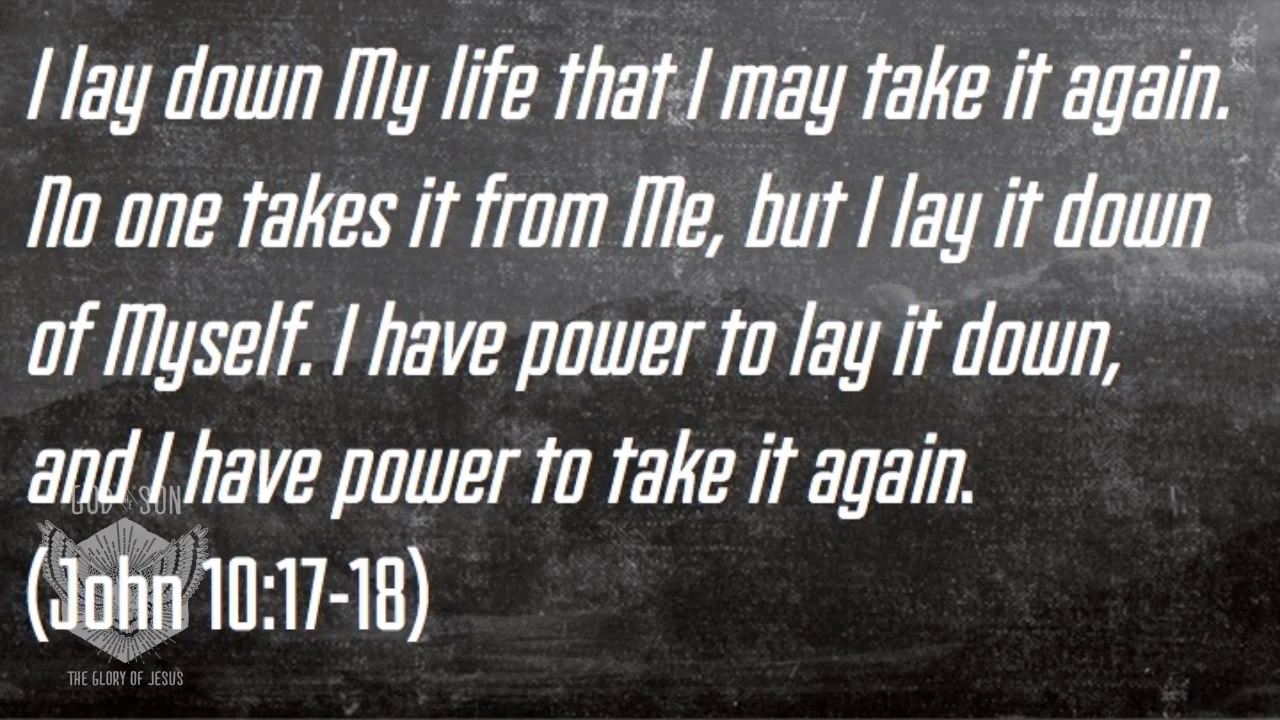 I lay down My life that I may take it again.
No one takes it from Me, but I lay it down
of Myself. I have power to lay it down,
and I have power to take it again.
GOD THE SON
(John 10:17-18)
THE GLORY OF JESUS